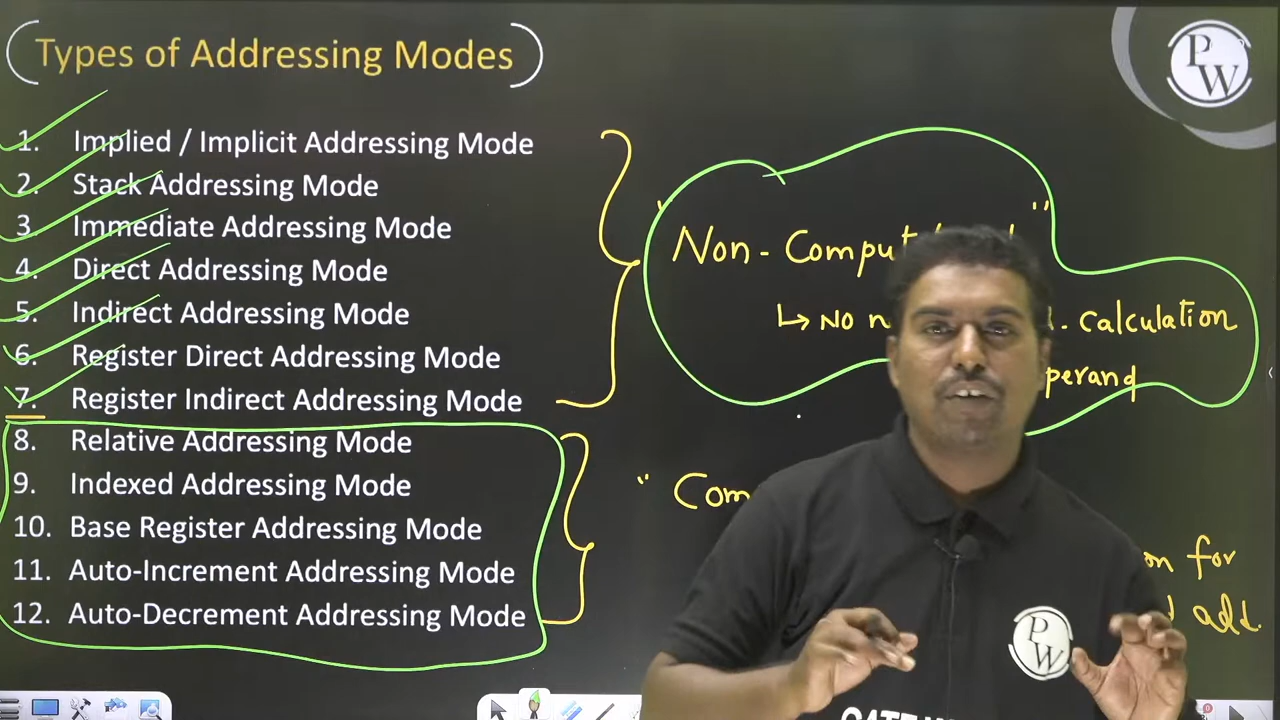 Types of Addressing Modes
1. Implied / Implicit Addressing Mode
2. Stack Addressing Mode
3. Immediate Addressing Mode
4. Direct Addressing Mode
5. Indirect Addressing Mode
6. Register Direct Addressing Mode
7. Register Indirect Addressing Mode
8. Relative Addressing Mode
9. Indexed Addressing Mode
10. Base Register Addressing Mode
11. Auto-Increment Addressing Mode
12. Auto-Decrement Addressing Mode
"Non-
↳ No calculation
for
add.
PW
PW